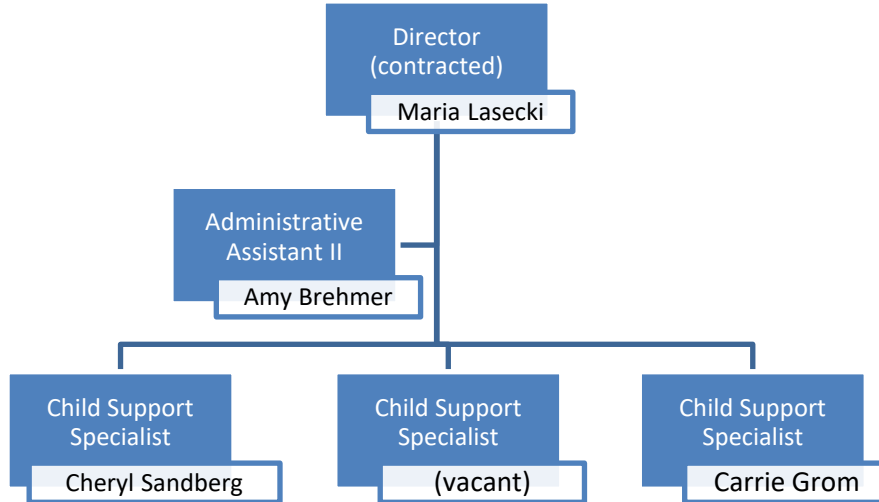 Director
(contracted)
Maria Lasecki
Administrative
Assistant II
Amy Brehmer
Child Support
Specialist
Cheryl Sandberg
Child Support
Specialist
(vacant)
Child Support
Specialist
Carrie Grom